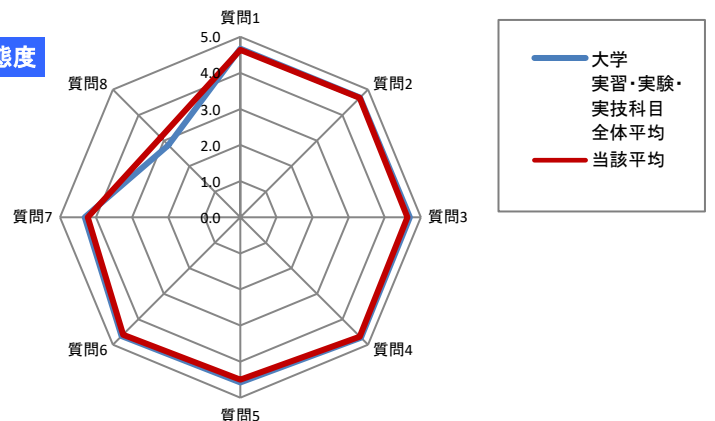 態度
質問1
質問2
質問3
質問4
質問5
質問6
質問7
質問8
5.0
4.0
3.0
2.0
1.0
0.0
大学
実習・実験・
実技科目
全体平均
当該平均